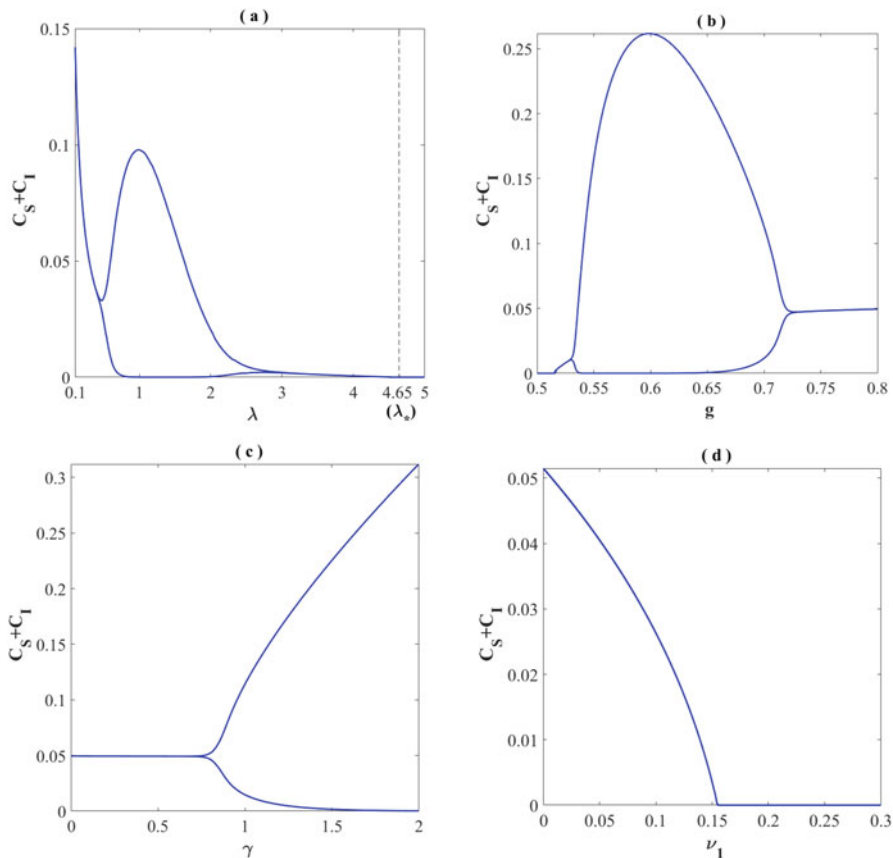 ( a )
0.15
0.1
0.05
0
C_S+C_I
0.1 1 2 3 4 4.65 5
λ (λ_*)
( b )
0.25
0.2
0.15
0.1
0.05
0
C_S+C_I
0.5 0.55 0.6 0.65 0.7 0.75 0.8
g
( c )
0.3
0.25
0.2
0.15
0.1
0.05
0
C_S+C_I
0 0.5 1 1.5 2
γ
( d )
0.05
0.04
0.03
0.02
0.01
0
C_S+C_I
0 0.05 0.1 0.15 0.2 0.25 0.3
ν_1